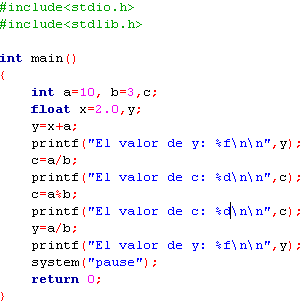 #include<stdio.h>
#include<stdlib.h>
int main()
{
int a=10, b=3,c;
float x=2.0,y;
y=x+a;
printf("El valor de y: %f\n\n",y);
c=a/b;
printf("El valor de c: %d\n\n",c);
c=a%b;
printf("El valor de c: %d\n\n",c);
y=a/b;
printf("El valor de y: %f\n\n",y);
system("pause");
return 0;
}